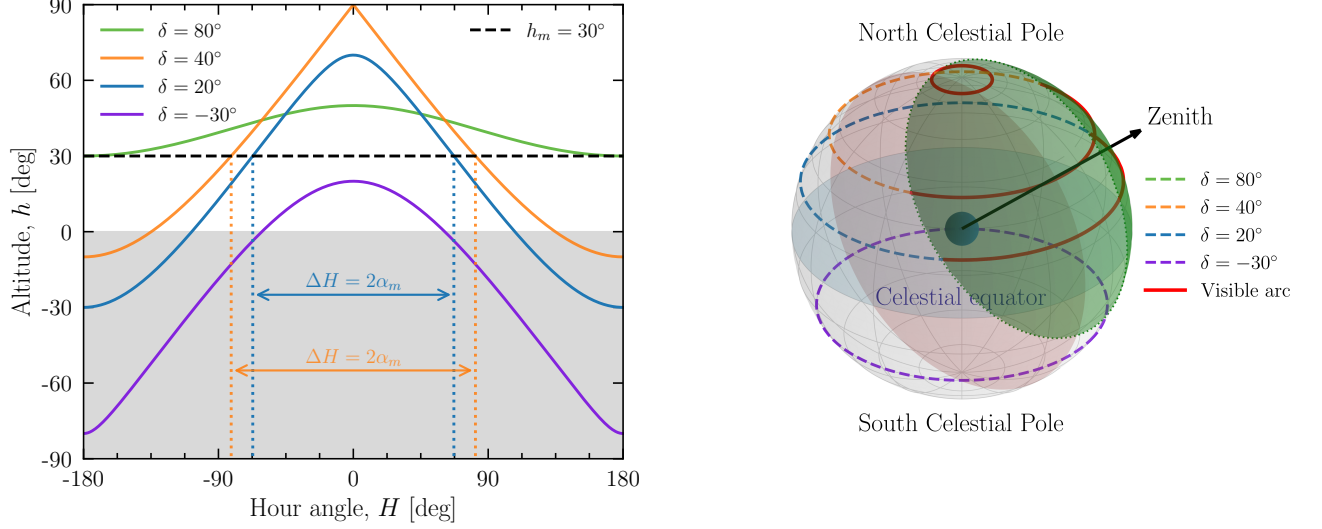 90
60
30
0
-30
-60
-90
Altitude, h [deg]
δ = 80°
δ = 40°
δ = 20°
δ = −30°
h_m = 30°
ΔH = 2α_m
ΔH = 2α_m
-180
-90
0
90
180
Hour angle, H [deg]
North Celestial Pole
Zenith
Celestial equator
South Celestial Pole
δ = 80°
δ = 40°
δ = 20°
δ = −30°
Visible arc